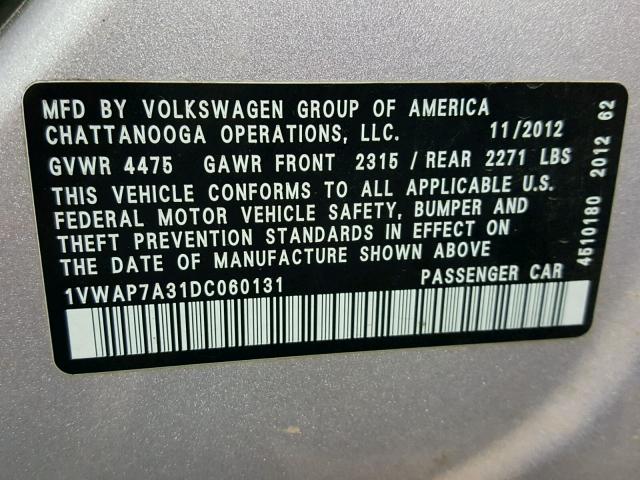 MFD BY VOLKSWAGEN GROUP OF AMERICA
CHATTANOOGA OPERATIONS, LLC. 11/2012
GVWR 4475 GAWR FRONT 2315 / REAR 2271 LBS
THIS VEHICLE CONFORMS TO ALL APPLICABLE U.S.
FEDERAL MOTOR VEHICLE SAFETY, BUMPER AND
THEFT PREVENTION STANDARDS IN EFFECT ON
THE DATE OF MANUFACTURE SHOWN ABOVE
1VWAP7A31DC060131 PASSENGER CAR
4510180 2012 62